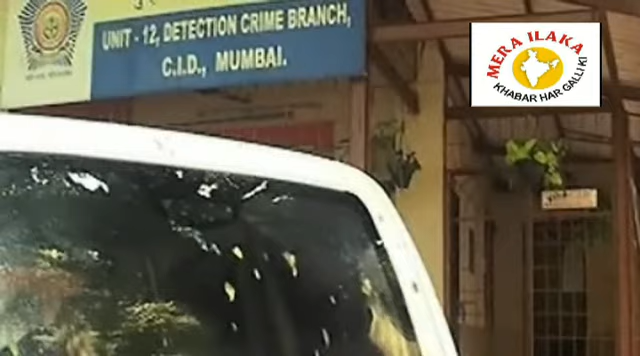 UNIT - 12, DETECTION CRIME BRANCH,
C.I.D., MUMBAI.
MERA ILAKA
KHABAR HAR GALLI KI